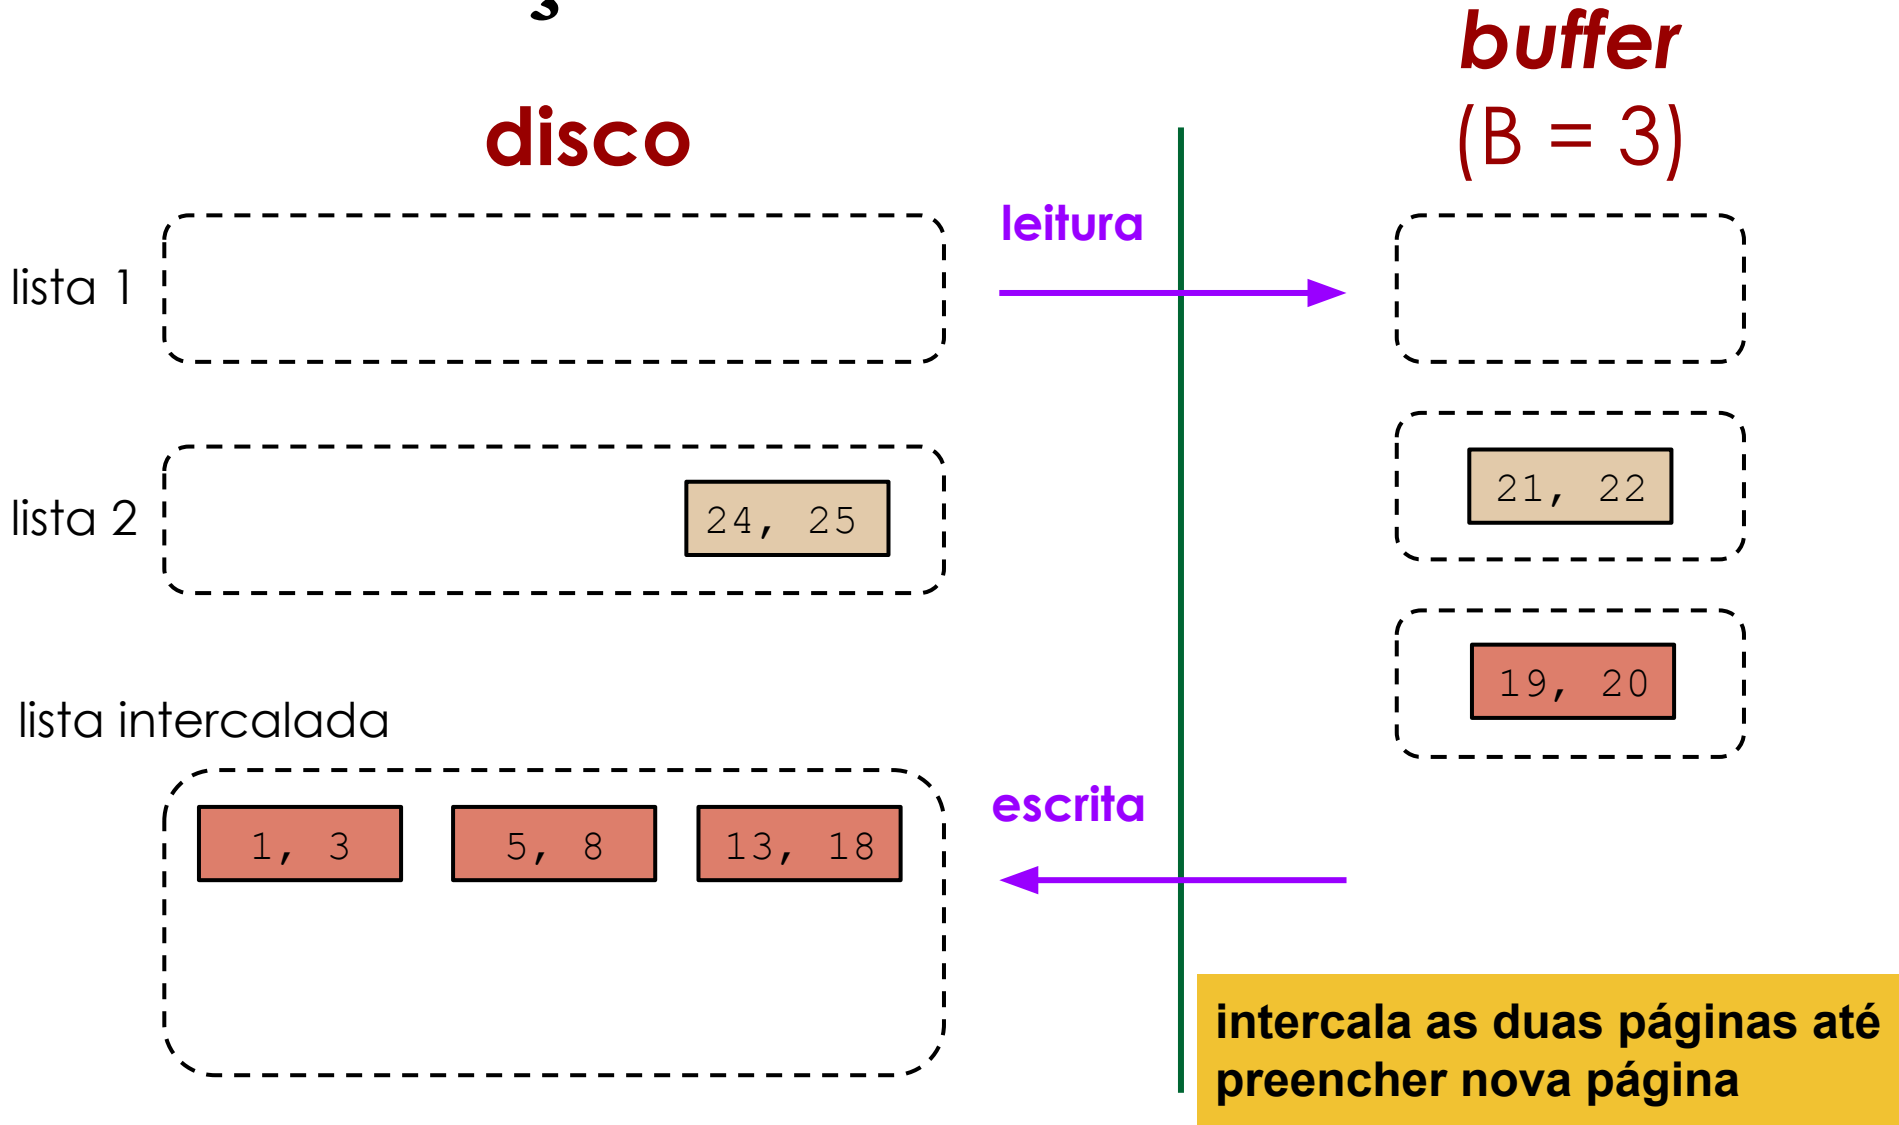 disco
buffer
(B = 3)
leitura
lista 1
lista 2
24, 25
21, 22
19, 20
lista intercalada
1, 3
5, 8
13, 18
escrita
intercala as duas páginas até
preencher nova página